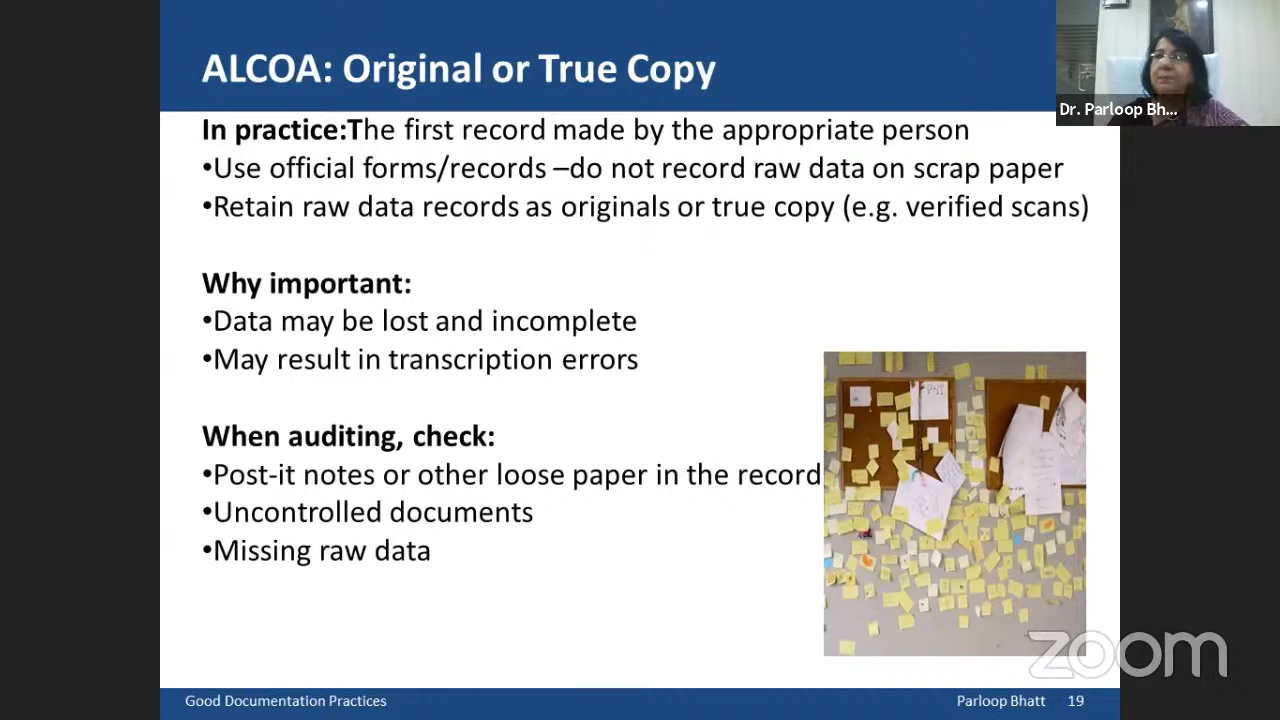 ALCOA: Original or True Copy
Dr. Parloop Bh...
In practice:The first record made by the appropriate person
•Use official forms/records –do not record raw data on scrap paper
•Retain raw data records as originals or true copy (e.g. verified scans)
Why important:
•Data may be lost and incomplete
•May result in transcription errors
When auditing, check:
•Post-it notes or other loose paper in the record
•Uncontrolled documents
•Missing raw data
zoom
Good Documentation Practices
Parloop Bhatt 19